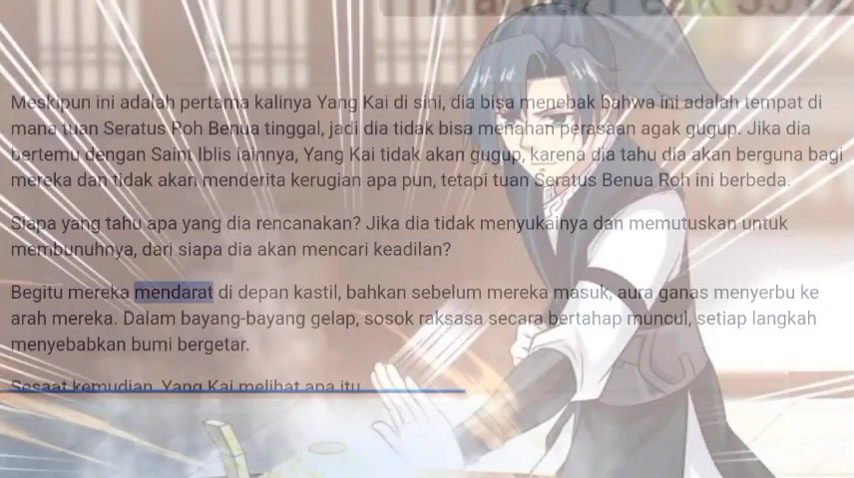 Martial Peak
Meskipun ini adalah pertama kalinya Yang Kai di sini, dia bisa menebak bahwa ini adalah tempat di
mana tuan Seratus Roh Benua tinggal, jadi dia tidak bisa menahan perasaan agak gugup. Jika dia
bertemu dengan Saint Iblis lainnya, Yang Kai tidak akan gugup, karena dia tahu dia akan berguna bagi
mereka dan tidak akan menderita kerugian apa pun, tetapi tuan Seratus Benua Roh ini berbeda.
Siapa yang tahu apa yang dia rencanakan? Jika dia tidak menyukainya dan memutuskan untuk
membunuhnya, dari siapa dia akan mencari keadilan?
Begitu mereka mendarat di depan kastil, bahkan sebelum mereka masuk, aura ganas menyerbu ke
arah mereka. Dalam bayang-bayang gelap, sosok raksasa secara bertahap muncul, setiap langkah
menyebabkan bumi bergetar.
Sesaat kemudian, Yang Kai melihat apa itu